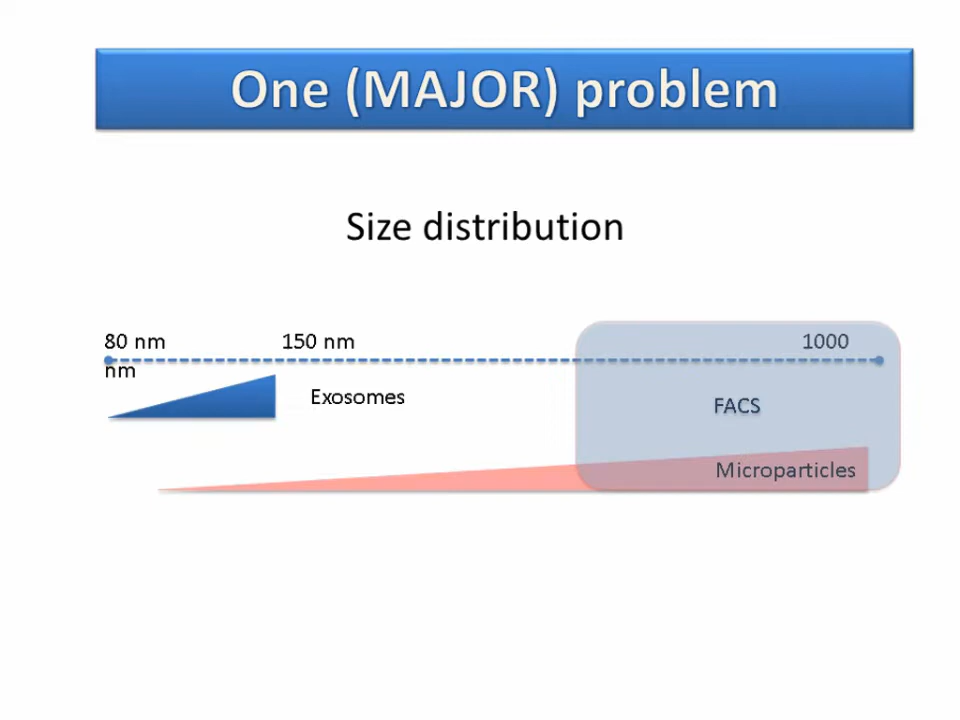 One (MAJOR) problem
Size distribution
80 nm 150 nm 1000
nm
Exosomes
FACS
Microparticles